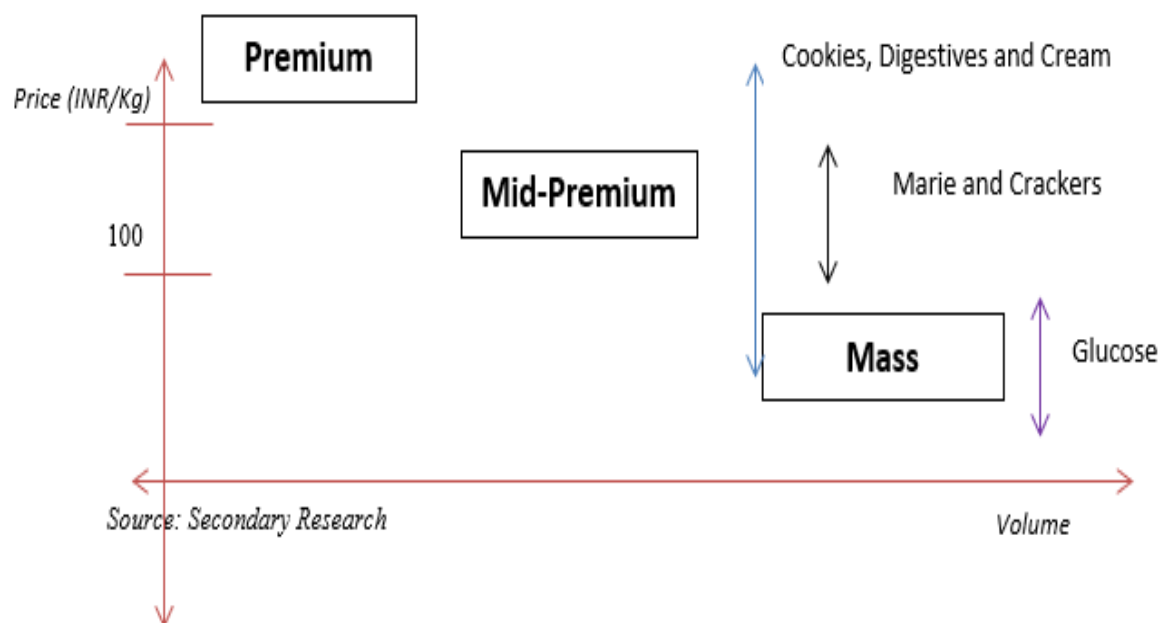 Premium
Cookies, Digestives and Cream
Price (INR/Kg)
Mid-Premium
Marie and Crackers
100
Mass
Glucose
Source: Secondary Research
Volume